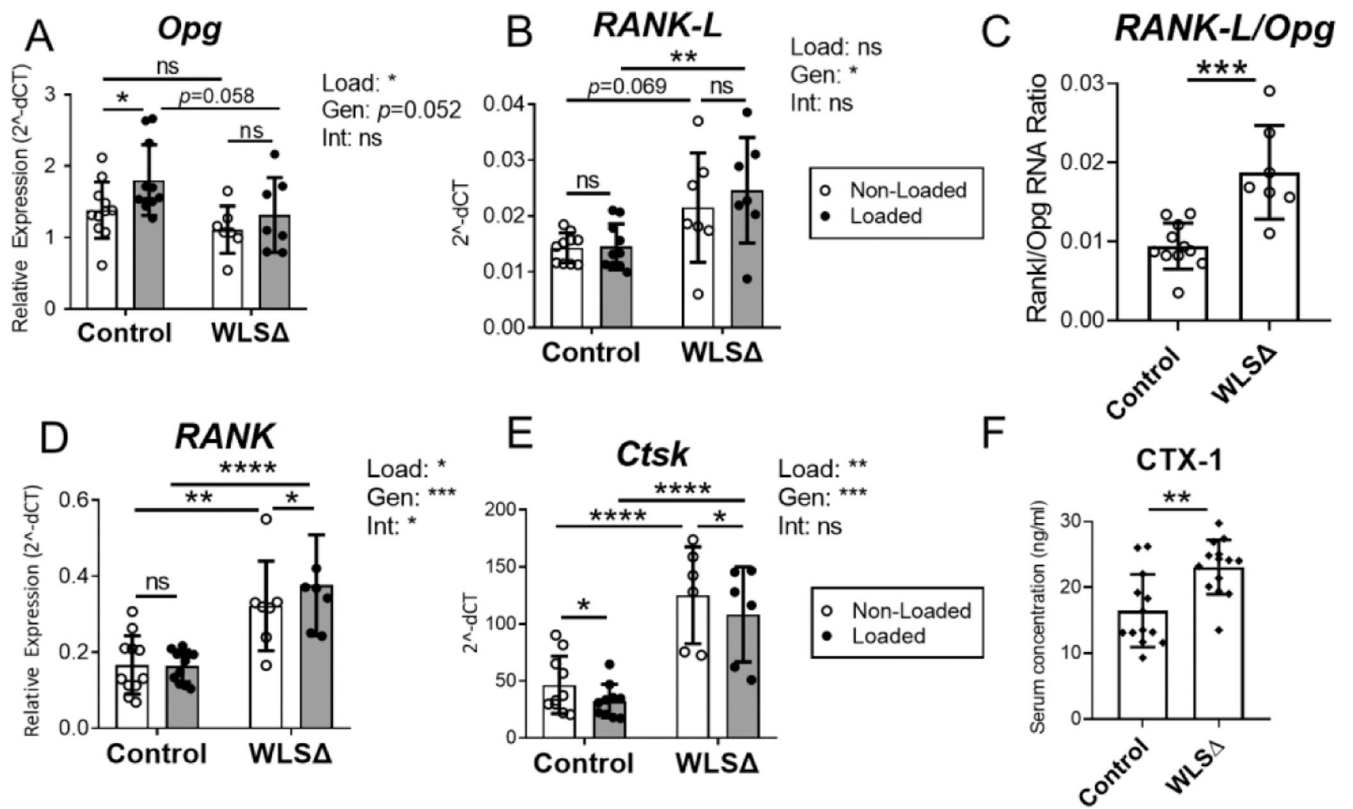 A
Opg
ns
*
p=0.058
ns
Load: *
Gen: p=0.052
Int: ns
Relative Expression (2^-dCT)
3
2
1
0
Control
WLSΔ
B
RANK-L
**
p=0.069
ns
ns
Load: ns
Gen: *
Int: ns
2^-dCT
0.04
0.03
0.02
0.01
0.00
Control
WLSΔ
Non-Loaded
Loaded
C
RANK-L/Opg
***
Rankl/Opg RNA Ratio
0.03
0.02
0.01
0.00
Control
WLSΔ
D
RANK
****
**
*
ns
Load: *
Gen: ***
Int: *
Relative Expression (2^-dCT)
0.6
0.4
0.2
0.0
Control
WLSΔ
E
Ctsk
****
****
*
*
Load: **
Gen: ***
Int: ns
2^-dCT
200
150
100
50
0
Control
WLSΔ
Non-Loaded
Loaded
F
CTX-1
**
Serum concentration (ng/ml)
30
20
10
0
Control
WLSΔ